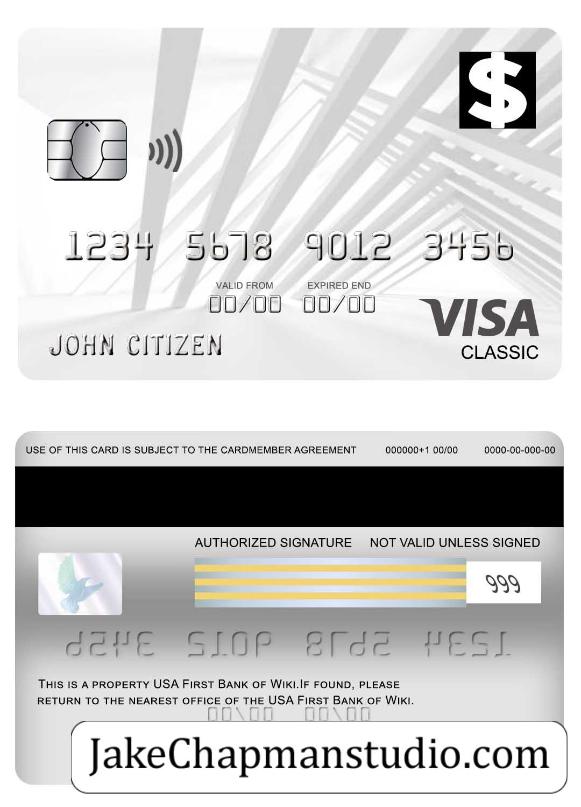 $
1234 5678 9012 3456
VALID FROM EXPIRED END
00/00 00/00
VISA
CLASSIC
JOHN CITIZEN
USE OF THIS CARD IS SUBJECT TO THE CARDMEMBER AGREEMENT 000000+1 00/00 0000-00-000-00
AUTHORIZED SIGNATURE NOT VALID UNLESS SIGNED
999
THIS IS A PROPERTY USA FIRST BANK OF WIKI.IF FOUND, PLEASE
RETURN TO THE NEAREST OFFICE OF THE USA FIRST BANK OF WIKI.
00/00 00/00
JakeChapmanstudio.com